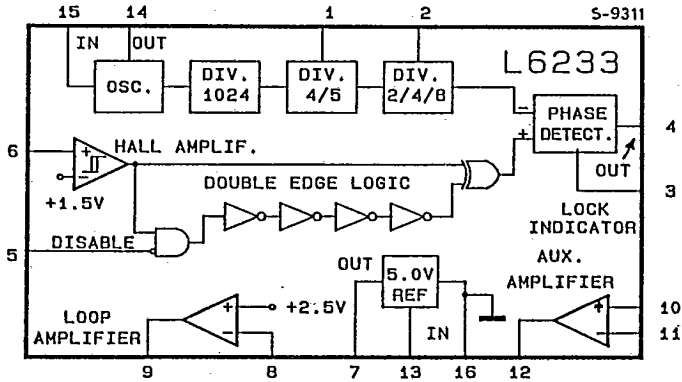 15 14 1 2 S-9311
IN OUT L6233
OSC. DIV. 1024 DIV. 4/5 DIV. 2/4/8
- + PHASE DETECT. 4
OUT
3
6 + - HALL AMPLIF.
+1.5V
DOUBLE EDGE LOGIC
LOCK INDICATOR
5 DISABLE
AUX. AMPLIFIER
OUT 5.0V REF IN
LOOP AMPLIFIER + - +2.5V
+ - 10
11
9 8 7 13 16 12